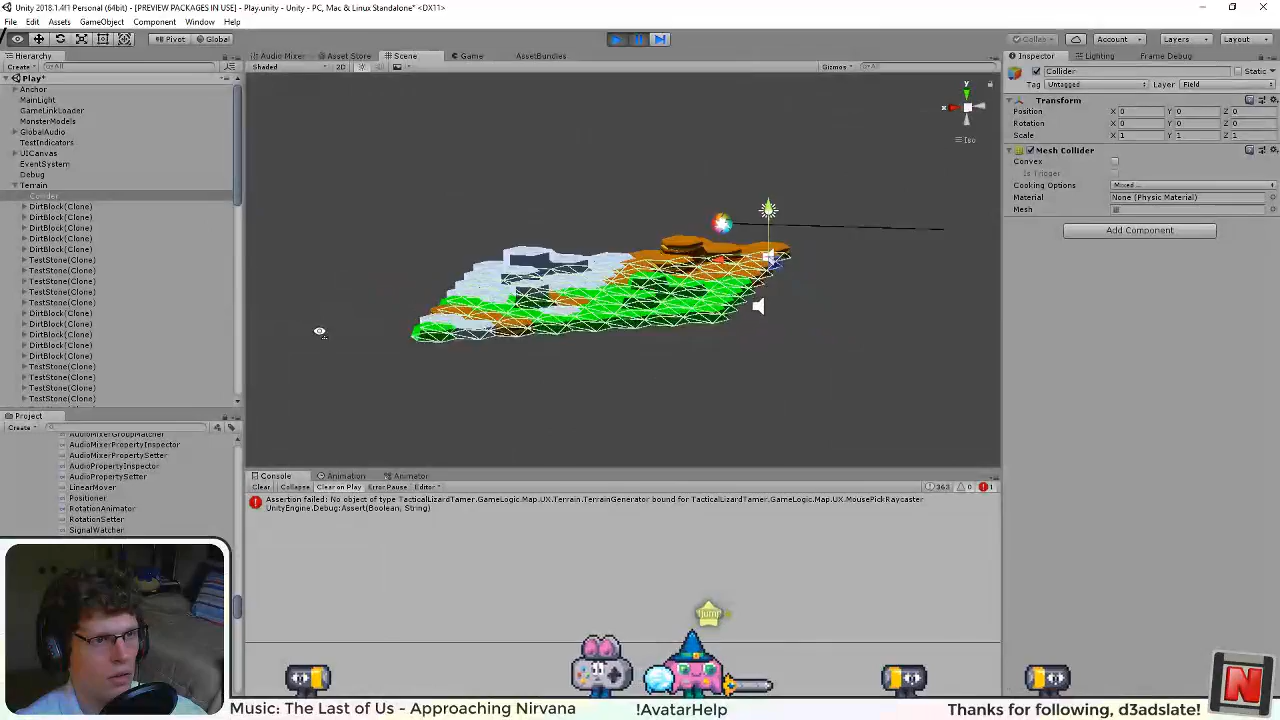 Unity 2018.1.4f1 Personal (64bit) - [PREVIEW PACKAGES IN USE] - Play.unity - Unity - PC, Mac & Linux Standalone* <DX11>
File Edit Assets GameObject Component Window Help
Pivot Global Collab Account Layers Layout
Hierarchy Audio Mixer Asset Store Scene Game AssetBundles Inspector Lighting Frame Debug
Create All Shaded 2D Gizmos All Collider Static
Play* Tag Untagged Layer Field
Anchor
MainLight
GameLinkLoader
MonsterModels
GlobalAudio
TestIndicators
UICanvas
EventSystem
Debug
Terrain
Collider
DirtBlock(Clone)
DirtBlock(Clone)
DirtBlock(Clone)
DirtBlock(Clone)
TestStone(Clone)
TestStone(Clone)
TestStone(Clone)
TestStone(Clone)
TestStone(Clone)
DirtBlock(Clone)
DirtBlock(Clone)
DirtBlock(Clone)
DirtBlock(Clone)
DirtBlock(Clone)
TestStone(Clone)
TestStone(Clone)
TestStone(Clone)
TestStone(Clone)
y
x
Iso
Transform
Position X 0 Y 0 Z 0
Rotation X 0 Y 0 Z 0
Scale X 1 Y 1 Z 1
Mesh Collider
Convex
Is Trigger
Cooking Options Mixed ...
Material None (Physic Material)
Mesh
Add Component
Project
Create
AudioMixerGroupMatcher
AudioMixerPropertyInspector
AudioMixerPropertySetter
AudioPropertyInspector
AudioPropertySetter
LinearMover
Positioner
RotationAnimator
RotationSetter
SignalWatcher
Console Animation Animator
Clear Collapse Clear on Play Error Pause Editor 363 0 1
Assertion failed: No object of type TacticalLizardTamer.GameLogic.Map.UX.Terrain.TerrainGenerator bound for TacticalLizardTamer.GameLogic.Map.UX.MousePickRaycaster
UnityEngine.Debug:Assert(Boolean, String)
jump
N
Music: The Last of Us - Approaching Nirvana !AvatarHelp Thanks for following, d3adslate!